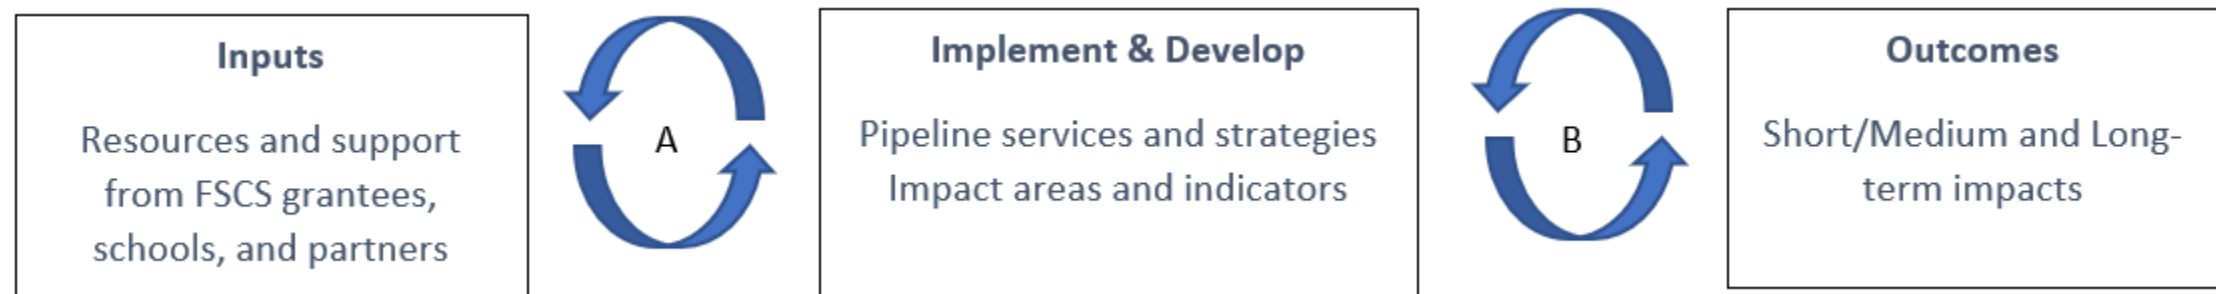 Inputs
Resources and support
from FSCS grantees,
schools, and partners
A
Implement & Develop
Pipeline services and strategies
Impact areas and indicators
B
Outcomes
Short/Medium and Long-
term impacts